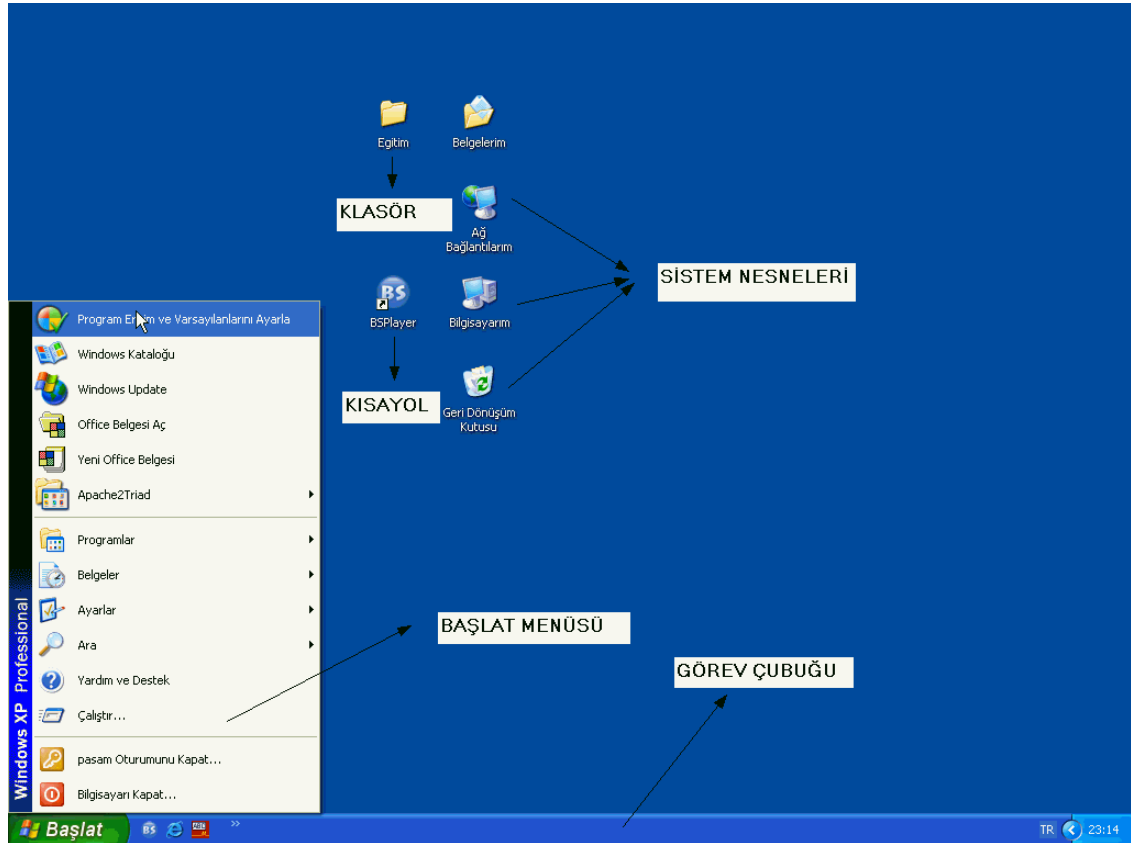 Egitim
Belgelerim
KLASÖR
Ağ
Bağlantılarım
SİSTEM NESNELERİ
BS
BSPlayer
Bilgisayarım
KISAYOL
Geri Dönüşüm
Kutusu
Program Erişim ve Varsayılanlarını Ayarla
Windows Kataloğu
Windows Update
Office Belgesi Aç
Yeni Office Belgesi
Apache2Triad
Programlar
Belgeler
Ayarlar
Ara
Yardım ve Destek
Çalıştır...
pasam Oturumunu Kapat...
Bilgisayarı Kapat...
Windows XP Professional
BAŞLAT MENÜSÜ
GÖREV ÇUBUĞU
Başlat
BS
TR
23:14